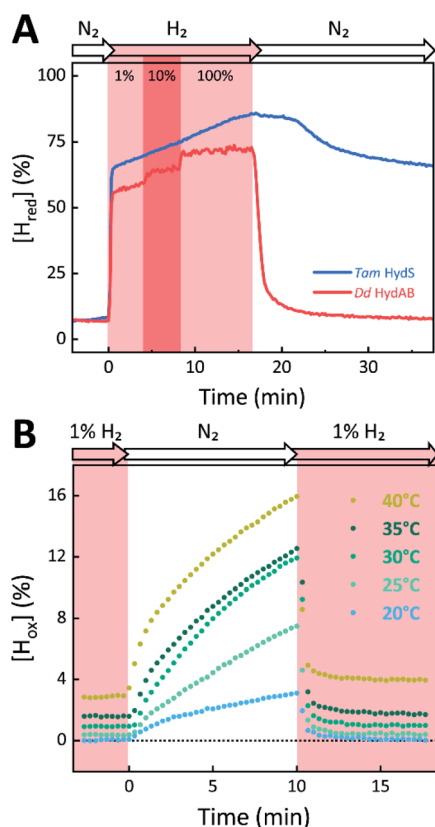 A
N₂ H₂ N₂
1% 10% 100%
100
75
50
25
0
[H_red] (%)
Tam HydS
Dd HydAB
0 10 20 30
Time (min)
B
1% H₂ N₂ 1% H₂
16
12
8
4
0
[H_ox] (%)
40°C
35°C
30°C
25°C
20°C
0 5 10 15
Time (min)